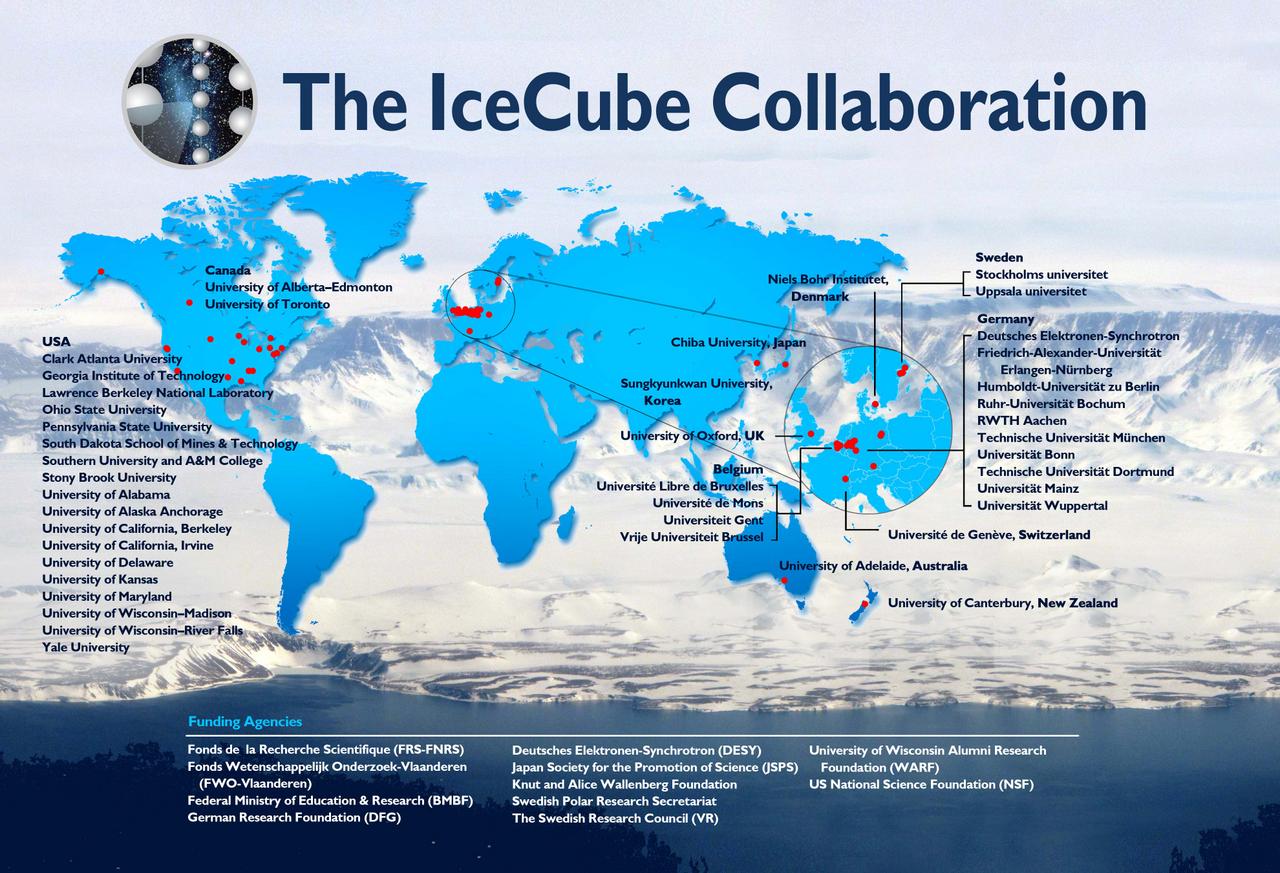 The IceCube Collaboration
Canada
University of Alberta–Edmonton
University of Toronto
USA
Clark Atlanta University
Georgia Institute of Technology
Lawrence Berkeley National Laboratory
Ohio State University
Pennsylvania State University
South Dakota School of Mines & Technology
Southern University and A&M College
Stony Brook University
University of Alabama
University of Alaska Anchorage
University of California, Berkeley
University of California, Irvine
University of Delaware
University of Kansas
University of Maryland
University of Wisconsin–Madison
University of Wisconsin–River Falls
Yale University
Niels Bohr Institutet,
Denmark
Chiba University, Japan
Sungkyunkwan University,
Korea
University of Oxford, UK
Belgium
Université Libre de Bruxelles
Université de Mons
Universiteit Gent
Vrije Universiteit Brussel
Sweden
Stockholms universitet
Uppsala universitet
Germany
Deutsches Elektronen-Synchrotron
Friedrich-Alexander-Universität
Erlangen-Nürnberg
Humboldt-Universität zu Berlin
Ruhr-Universität Bochum
RWTH Aachen
Technische Universität München
Universität Bonn
Technische Universität Dortmund
Universität Mainz
Universität Wuppertal
Université de Genève, Switzerland
University of Adelaide, Australia
University of Canterbury, New Zealand
Funding Agencies
Fonds de la Recherche Scientifique (FRS-FNRS)
Fonds Wetenschappelijk Onderzoek-Vlaanderen
(FWO-Vlaanderen)
Federal Ministry of Education & Research (BMBF)
German Research Foundation (DFG)
Deutsches Elektronen-Synchrotron (DESY)
Japan Society for the Promotion of Science (JSPS)
Knut and Alice Wallenberg Foundation
Swedish Polar Research Secretariat
The Swedish Research Council (VR)
University of Wisconsin Alumni Research
Foundation (WARF)
US National Science Foundation (NSF)